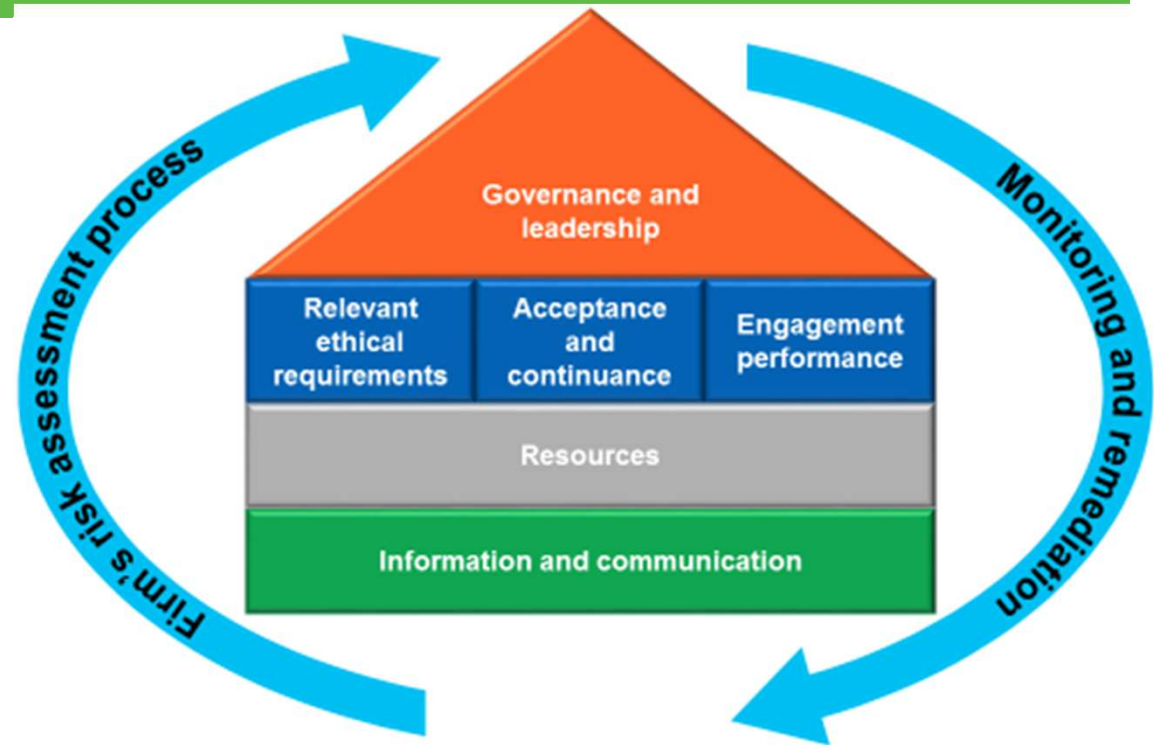 Governance and
leadership
Relevant
ethical
requirements
Acceptance
and
continuance
Engagement
performance
Resources
Information and communication
Firm's risk assessment process
Monitoring and remediation